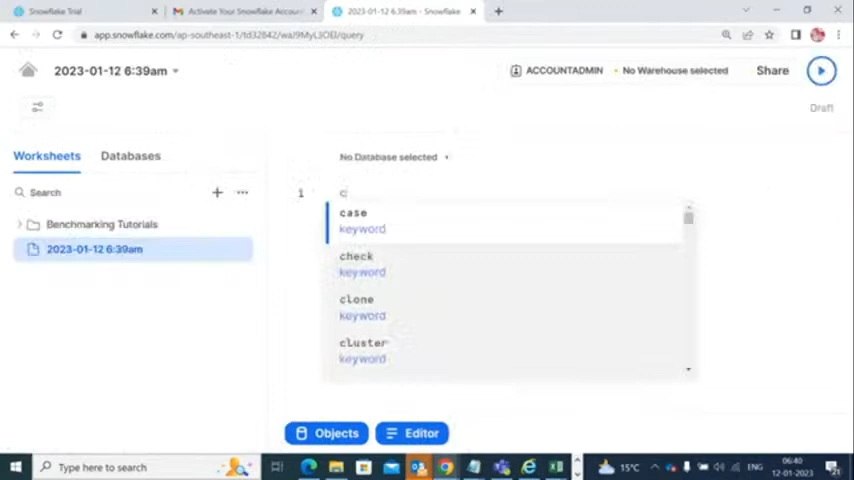 Snowflake Trial
Activate Your Snowflake Accoun
2023-01-12 6:39am - Snowflake
app.snowflake.com/ap-southeast-1/td32842/
2023-01-12 6:39am
ACCOUNTADMIN
No Warehouse selected
Share
Draft
Worksheets
Databases
No Database selected
Search
1
c
case
keyword
Benchmarking Tutorials
2023-01-12 6:39am
check
keyword
clone
keyword
cluster
keyword
Objects
Editor
Type here to search
15°C
ENG
06:40
12-01-2023
21